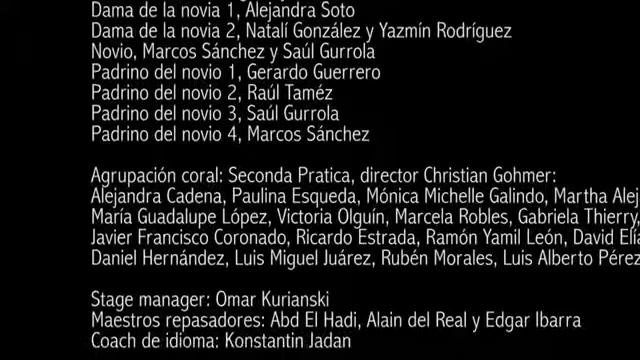 Dama de la novia 1, Alejandra Soto
Dama de la novia 2, Natalí González y Yazmín Rodríguez
Novio, Marcos Sánchez y Saúl Gurrola
Padrino del novio 1, Gerardo Guerrero
Padrino del novio 2, Raúl Taméz
Padrino del novio 3, Saúl Gurrola
Padrino del novio 4, Marcos Sánchez
Agrupación coral: Seconda Pratica, director Christian Gohmer:
Alejandra Cadena, Paulina Esqueda, Mónica Michelle Galindo, Martha Alej
María Guadalupe López, Victoria Olguín, Marcela Robles, Gabriela Thierry,
Javier Francisco Coronado, Ricardo Estrada, Ramón Yamil León, David Elía
Daniel Hernández, Luis Miguel Juárez, Rubén Morales, Luis Alberto Pérez
Stage manager: Omar Kurianski
Maestros repasadores: Abd El Hadi, Alain del Real y Edgar Ibarra
Coach de idioma: Konstantin Jadan